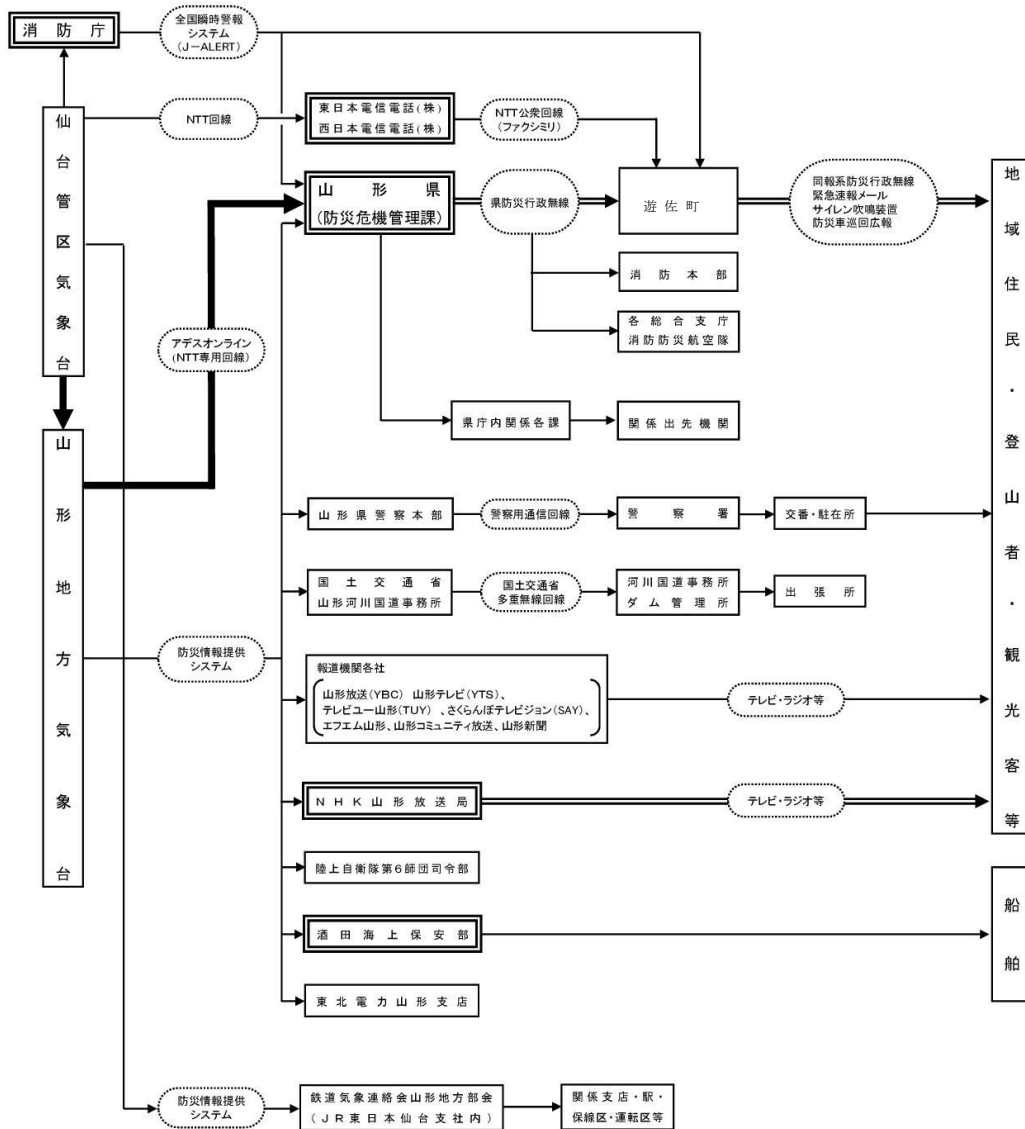 消防庁
全国瞬時警報
システム
(J-ALERT)
仙台管区気象台
NTT回線
東日本電信電話(株)
西日本電信電話(株)
NTT公衆回線
(ファクシミリ)
山形県
(防災危機管理課)
県防災行政無線
遊佐町
同報系防災行政無線
緊急速報メール
サイレン吹鳴装置
防災車巡回広報
地域住民・登山者・観光客等
消防本部
各総合支庁
消防防災航空隊
アデスオンライン
(NTT専用回線)
県庁内関係各課
関係出先機関
山形地方気象台
山形県警察本部
警察用通信回線
警察署
交番・駐在所
国土交通省
山形河川国道事務所
国土交通省
多重無線回線
河川国道事務所
ダム管理所
出張所
防災情報提供
システム
報道機関各社
山形放送(YBC) 山形テレビ(YTS)、
テレビユー山形(TUY)、さくらんぼテレビジョン(SAY)、
エフエム山形、山形コミュニティ放送、山形新聞
テレビ・ラジオ等
NHK山形放送局
テレビ・ラジオ等
陸上自衛隊第6師団司令部
酒田海上保安部
船舶
東北電力山形支店
防災情報提供
システム
鉄道気象連絡会山形地方部会
(JR東日本仙台支社内)
関係支店・駅・
保線区・運転区等